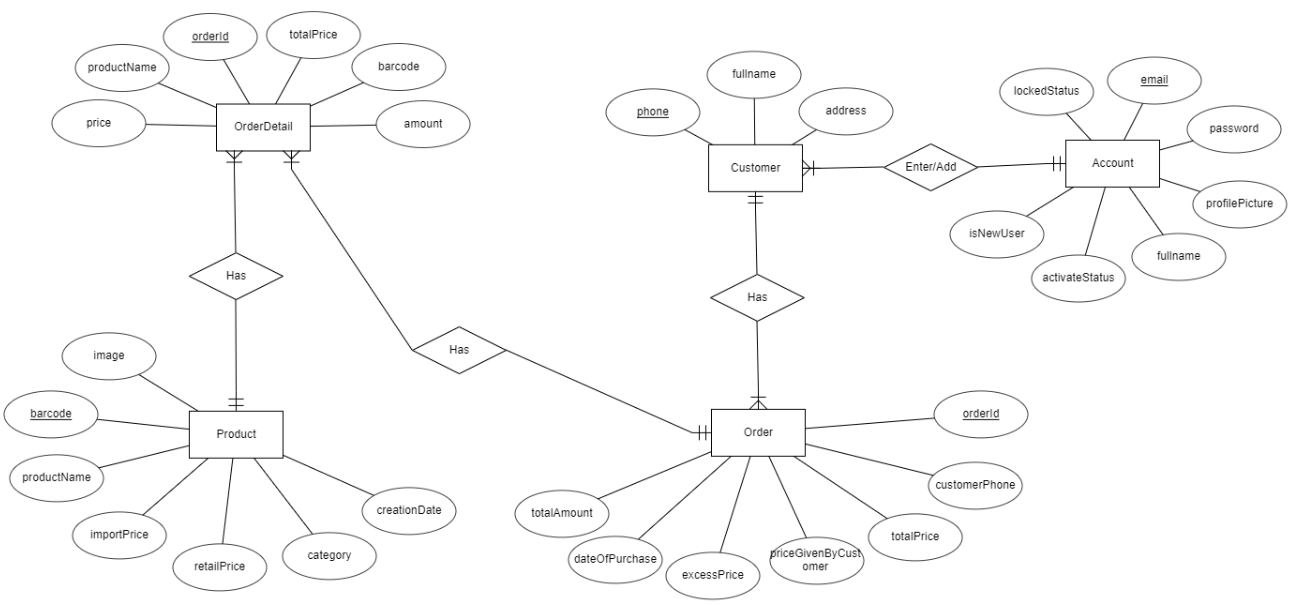 orderId
totalPrice
productName
barcode
price
OrderDetail
amount
fullname
phone
address
Customer
Enter/Add
lockedStatus
email
password
Account
profilePicture
isNewUser
fullname
activateStatus
Has
Has
Has
image
barcode
Product
productName
importPrice
retailPrice
category
creationDate
Order
orderId
customerPhone
totalAmount
totalPrice
dateOfPurchase
priceGivenByCust
omer
excessPrice